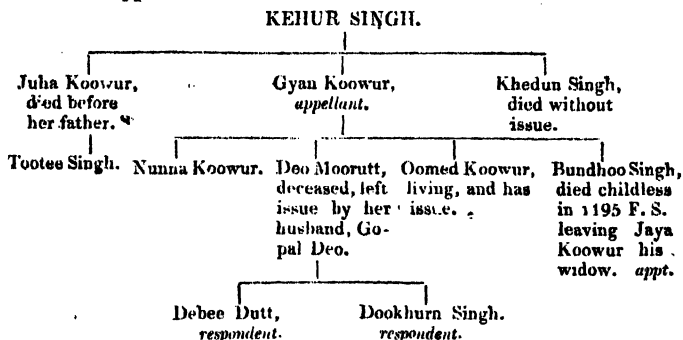 KEHUR SINGH.
Juha Koowur,
died before
her father.
Gyan Koowur,
appellant.
Khedun Singh,
died without
issue.
Tootee Singh.
Nunna Koowur.
Deo Moorutt,
deceased, left
issue by her
husband, Go-
pal Deo.
Oomed Koowur,
living, and has
issue.
Bundhoo Singh,
died childless
in 1195 F. S.
leaving Jaya
Koowur his
widow. appt.
Debee Dutt,
respondent.
Dookhurn Singh.
respondent.